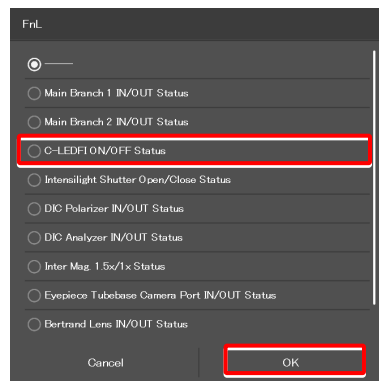 FnL
——
Main Branch 1 IN/OUT Status
Main Branch 2 IN/OUT Status
C-LEDFI ON/OFF Status
Intensilight Shutter Open/Close Status
DIC Polarizer IN/OUT Status
DIC Analyzer IN/OUT Status
Inter Mag. 1.5x/1x Status
Eyepiece Tubebase Camera Port IN/OUT Status
Bertrand Lens IN/OUT Status
Cancel OK